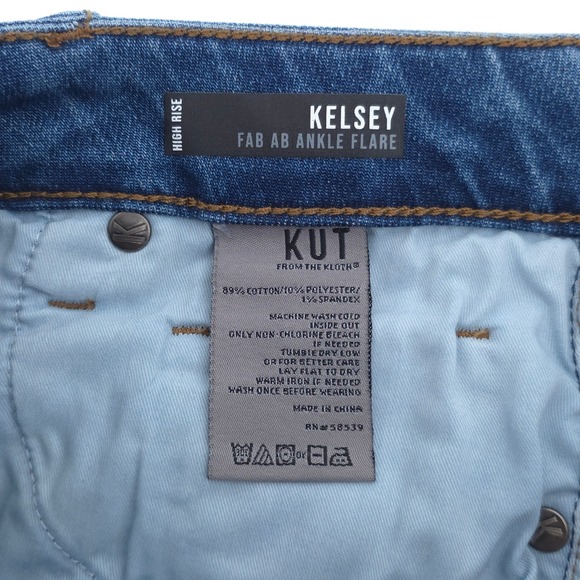 HIGH RISE
KELSEY
FAB AB ANKLE FLARE
KUT
FROM THE KLOTH®
89% COTTON/10% POLYESTER/
1% SPANDEX
MACHINE WASH COLD
INSIDE OUT
ONLY NON-CHLORINE BLEACH
IF NEEDED
TUMBLE DRY LOW
OR FOR BETTER CARE
LAY FLAT TO DRY
WARM IRON IF NEEDED
WASH ONCE BEFORE WEARING
MADE IN CHINA
RN# 58539
or